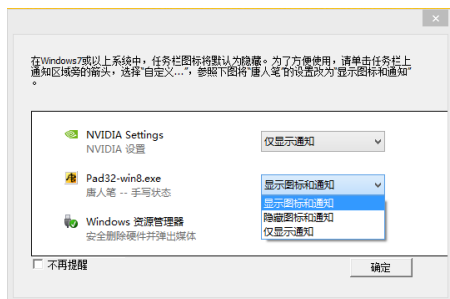 在Windows7或以上系统中，任务栏图标将默认为隐藏。为了方便使用，请单击任务栏上
通知区域旁的箭头，选择"自定义..."，参照下图将"唐人笔"的设置改为"显示图标和通知"
。
NVIDIA Settings
NVIDIA 设置
仅显示通知
Pad32-win8.exe
唐人笔 -- 手写状态
显示图标和通知
显示图标和通知
隐藏图标和通知
仅显示通知
Windows 资源管理器
安全删除硬件并弹出媒体
不再提醒
确定